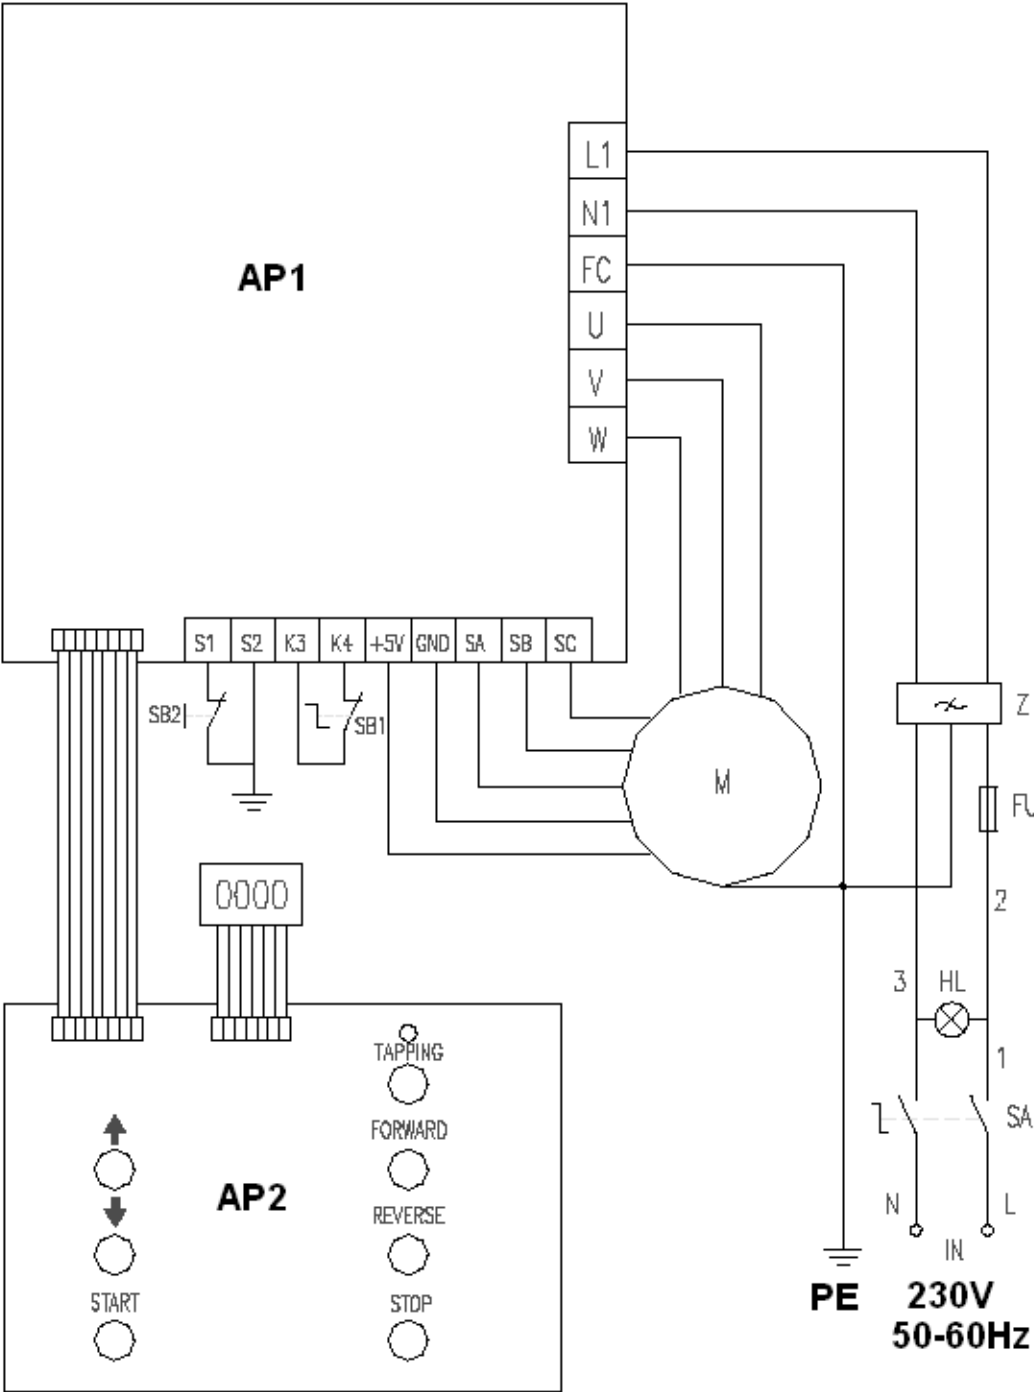 L1
N1
FC
U
V
W
AP1
S1 S2 K3 K4 +5V GND SA SB SC
SB2
SB1
M
Z
FU
0000
2
3 HL
1
TAPPING
FORWARD
SA
AP2
REVERSE
N L
IN
START STOP
PE 230V
50-60Hz